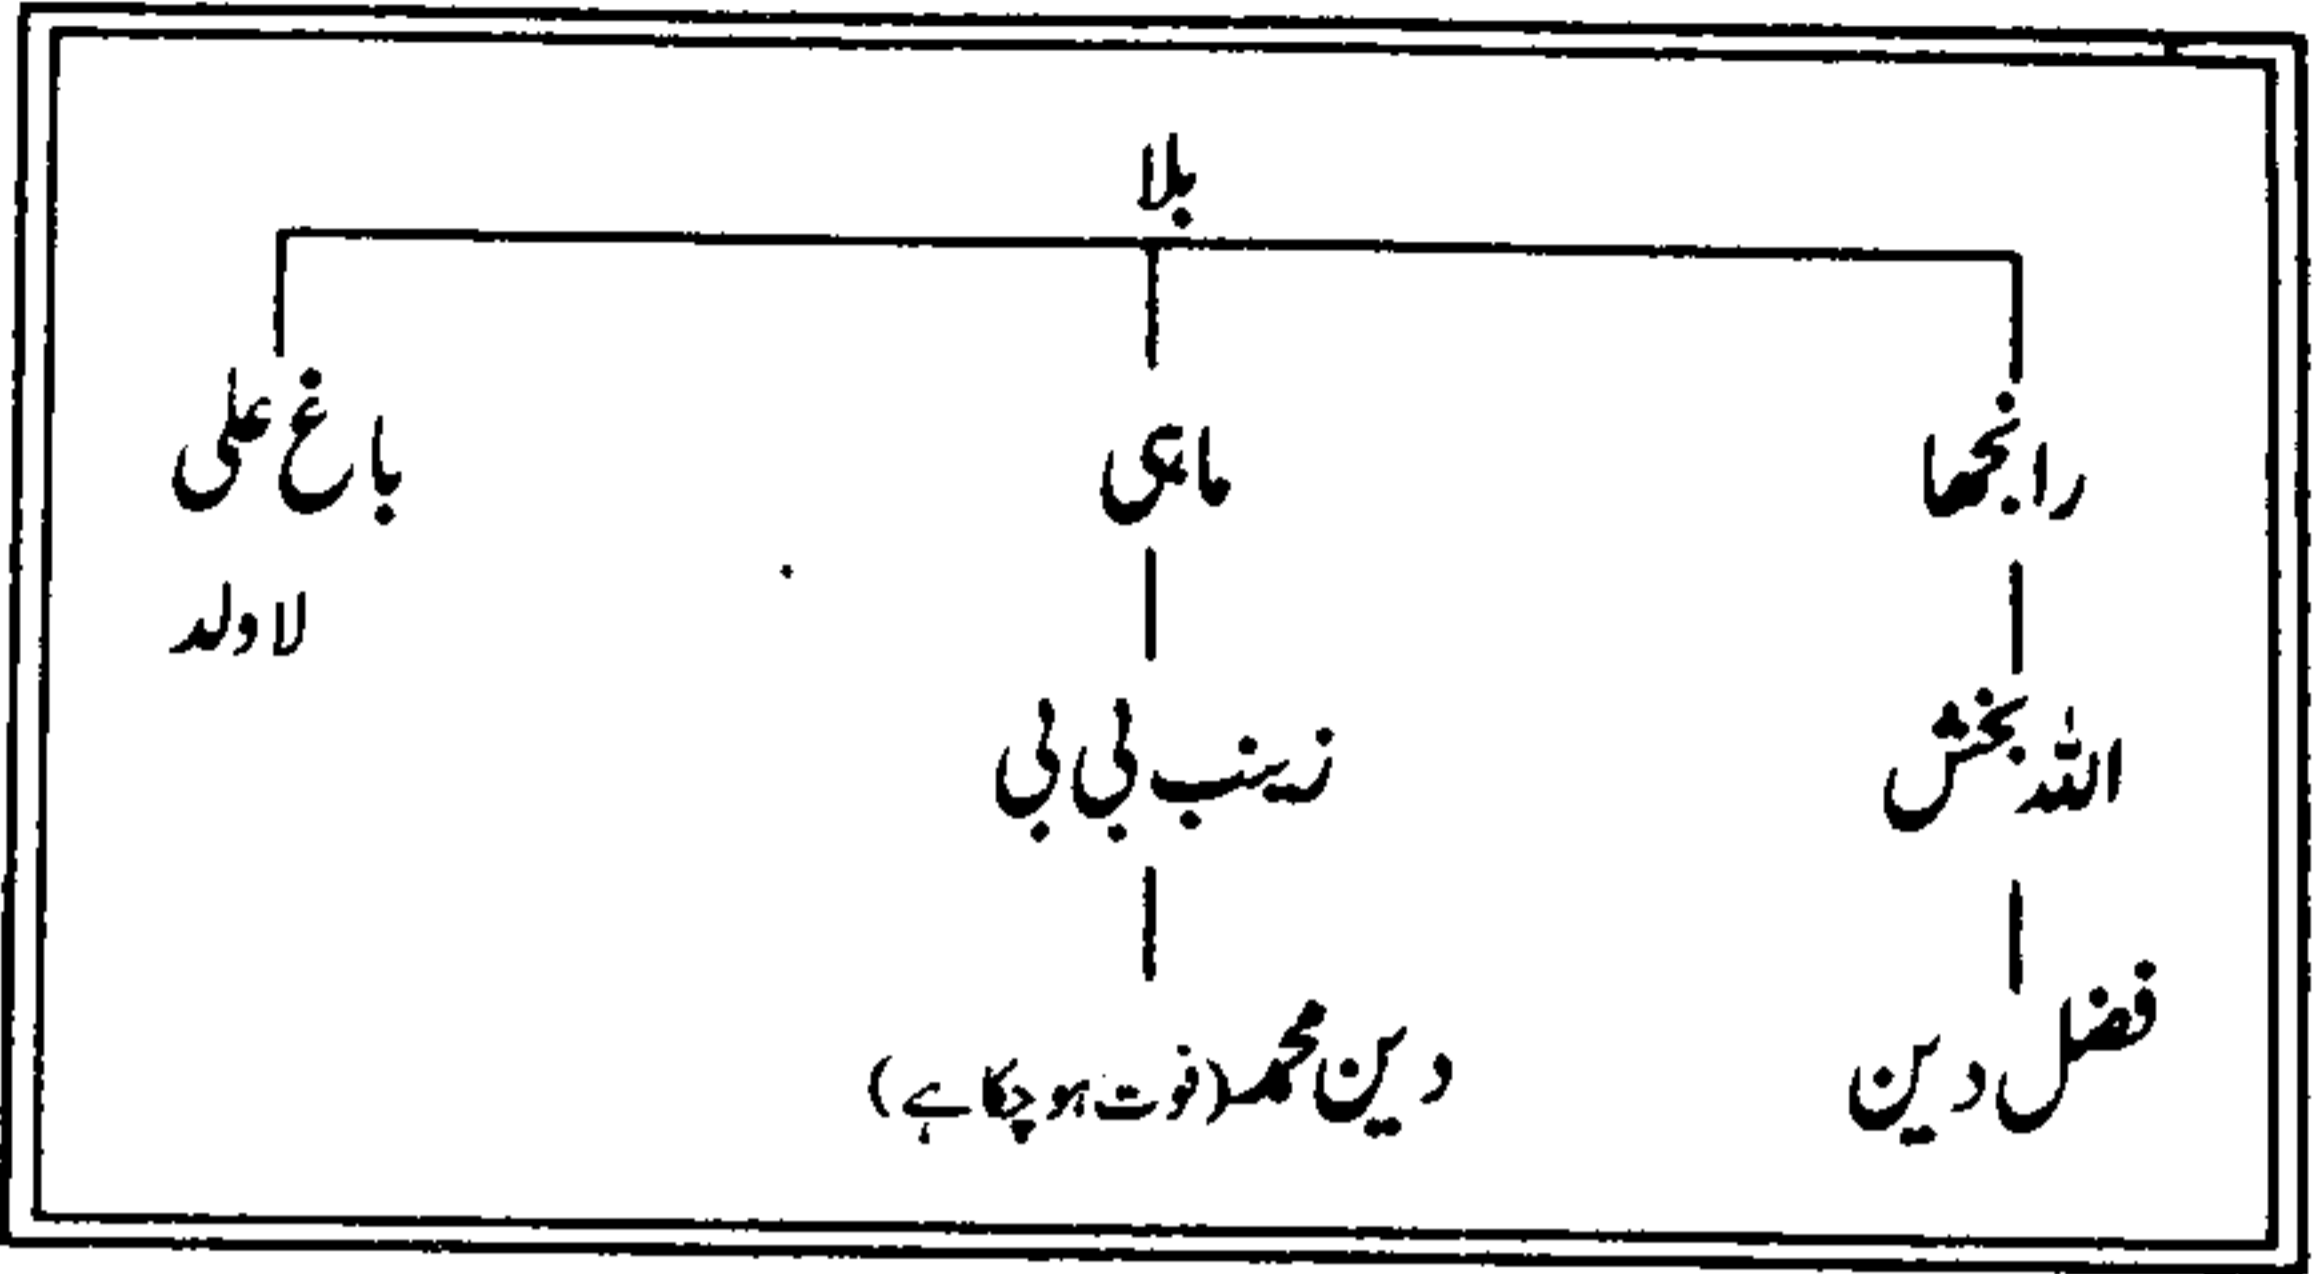 بلا
رانجھا ماہی باغ علی
لاولد
اللہ بخش زینب بی بی
فضل دین دین محمد (فوت ہو چکا ہے)